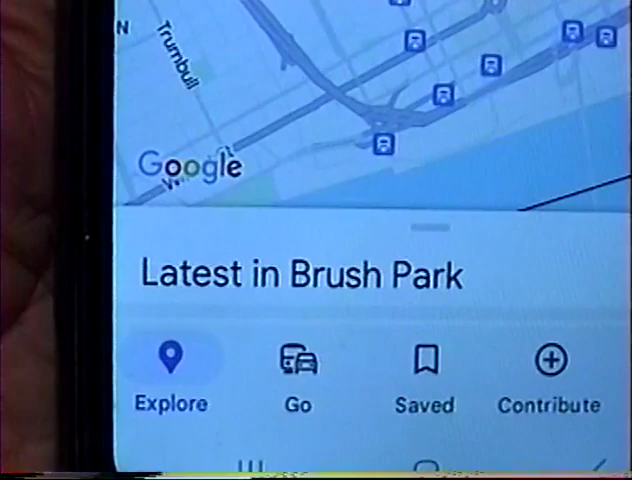 N
Trumbull
Google
Latest in Brush Park
Explore
Go
Saved
Contribute